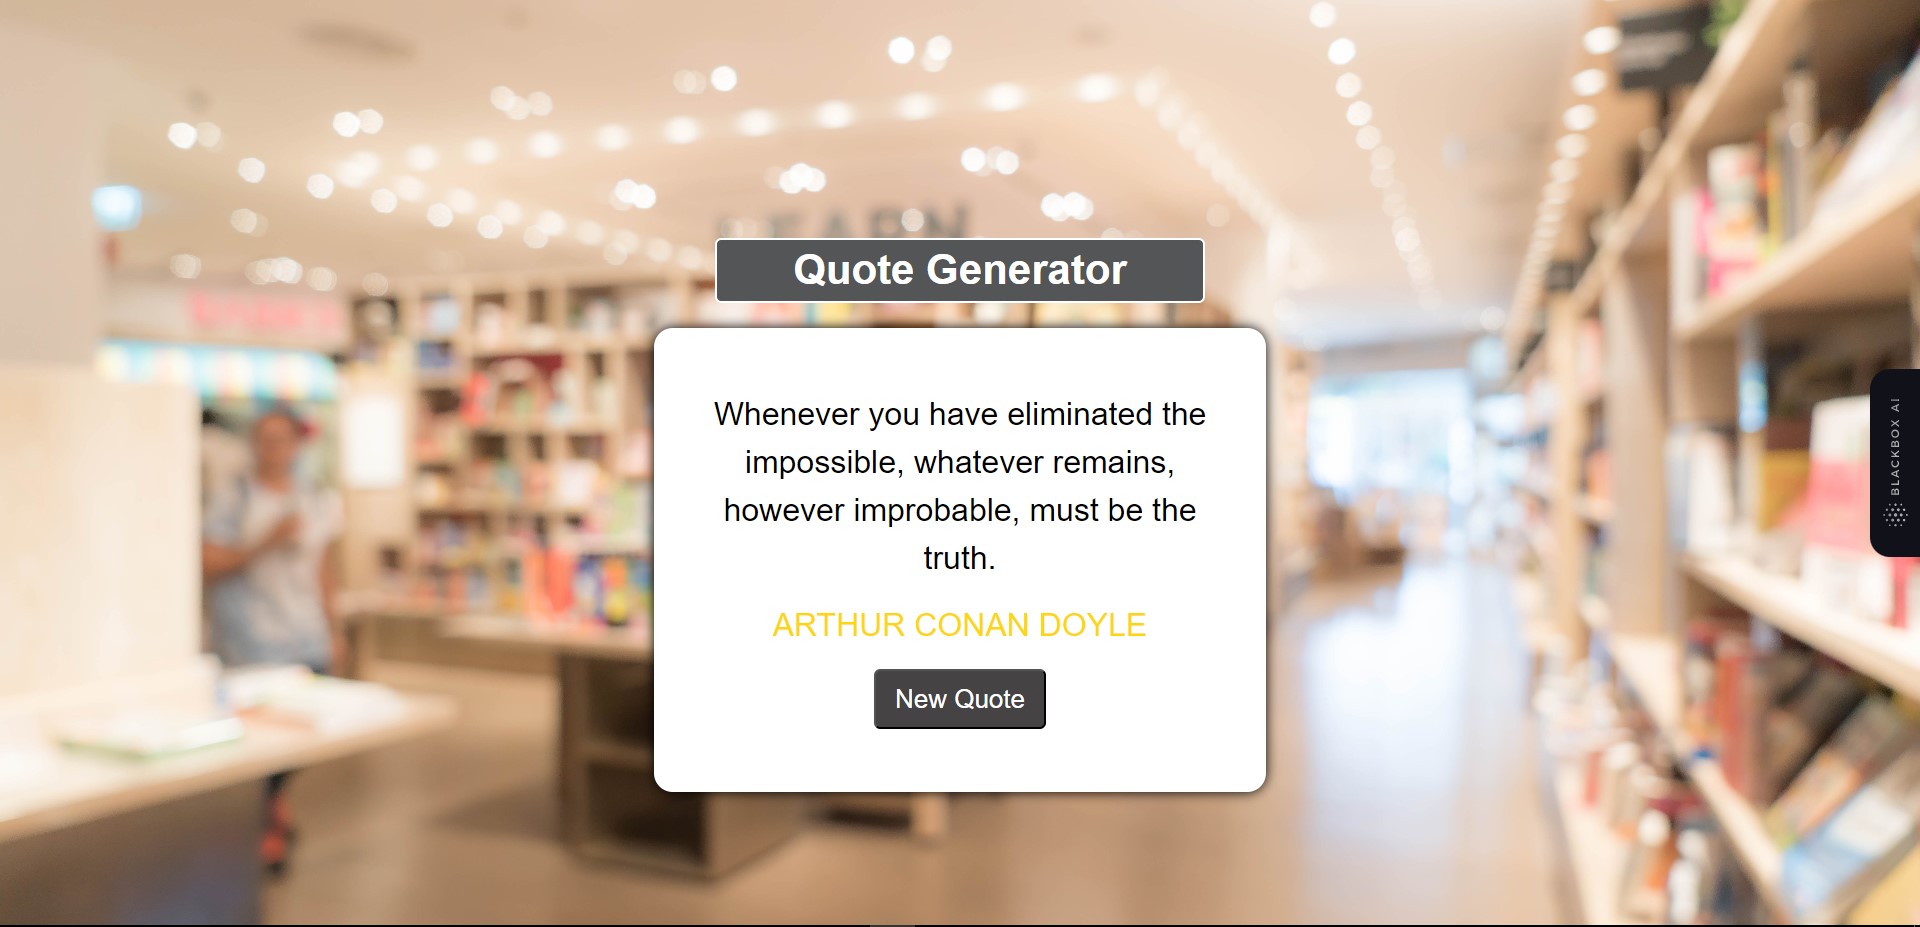 Quote Generator
Whenever you have eliminated the
impossible, whatever remains,
however improbable, must be the
truth.
ARTHUR CONAN DOYLE
New Quote
BLACKBOX AI